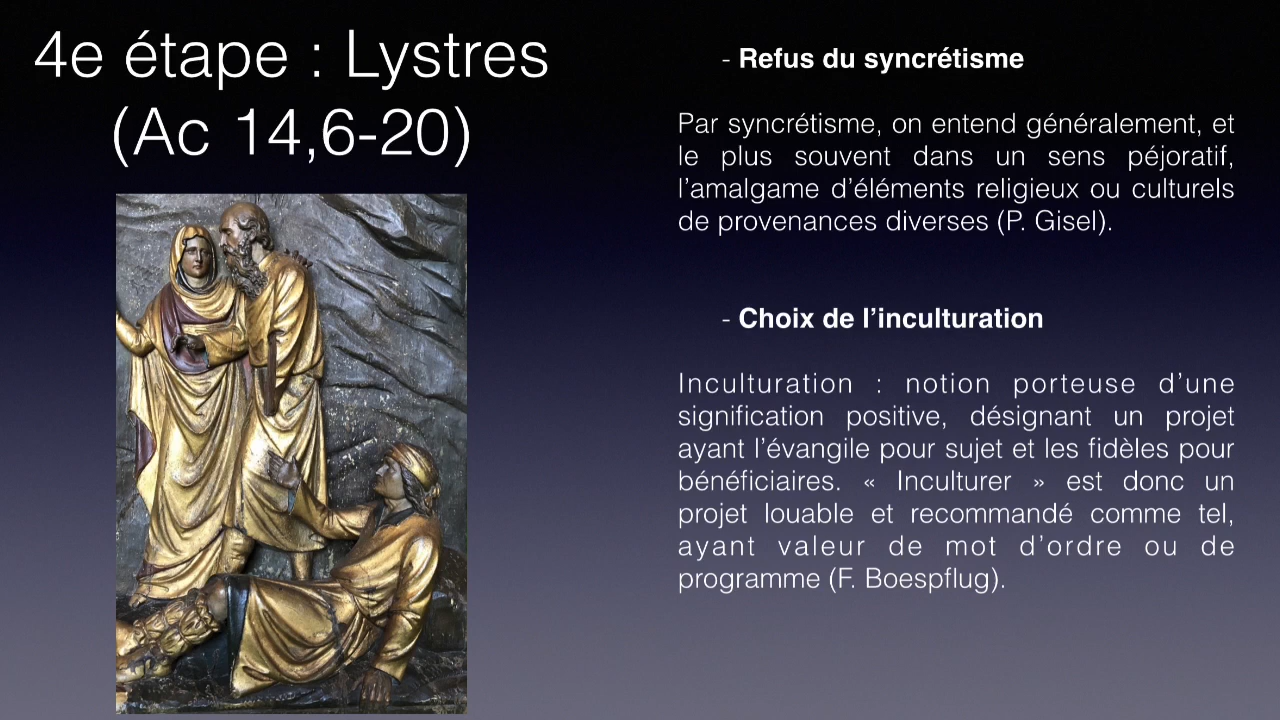 4e étape : Lystres
(Ac 14,6-20)
- Refus du syncrétisme
Par syncrétisme, on entend généralement, et
le plus souvent dans un sens péjoratif,
l’amalgame d’éléments religieux ou culturels
de provenances diverses (P. Gisel).
- Choix de l’inculturation
Inculturation : notion porteuse d’une
signification positive, désignant un projet
ayant l’évangile pour sujet et les fidèles pour
bénéficiaires. « Inculturer » est donc un
projet louable et recommandé comme tel,
ayant valeur de mot d’ordre ou de
programme (F. Boespflug).